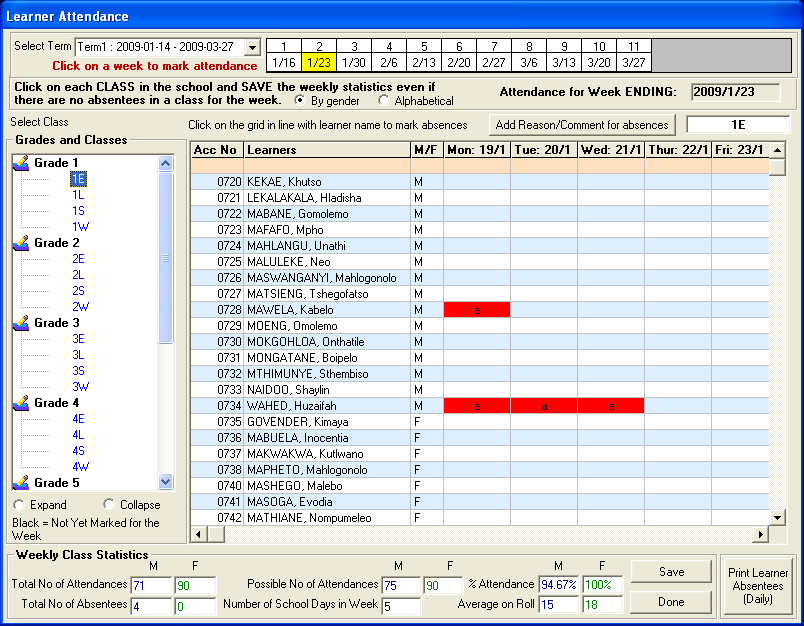 Learner Attendance
Select Term Term1 : 2009-01-14 - 2009-03-27 1 2 3 4 5 6 7 8 9 10 11
Click on a week to mark attendance 1/16 1/23 1/30 2/6 2/13 2/20 2/27 3/6 3/13 3/20 3/27
Click on each CLASS in the school and SAVE the weekly statistics even if
there are no absentees in a class for the week. By gender Alphabetical Attendance for Week ENDING: 2009/1/23
Select Class Click on the grid in line with learner name to mark absences Add Reason/Comment for absences 1E
Grades and Classes
Acc No Learners M/F Mon: 19/1 Tue: 20/1 Wed: 21/1 Thur: 22/1 Fri: 23/1
Grade 1
1E
1L
1S
1W
Grade 2
2E
2L
2S
2W
Grade 3
3E
3L
3S
3W
Grade 4
4E
4L
4S
4W
Grade 5
0720 KEKAE, Khutso M
0721 LEKALAKALA, Hladisha M
0722 MABANE, Gomolemo M
0723 MAFAFO, Mpho M
0724 MAHLANGU, Unathi M
0725 MALULEKE, Neo M
0726 MASWANGANYI, Mahlogonolo M
0727 MATSIENG, Tshegofatso M
0728 MAWELA, Kabelo M a
0729 MOENG, Omolemo M
0730 MOKGOHLOA, Onthatile M
0731 MONGATANE, Boipelo M
0732 MTHIMUNYE, Sthembiso M
0733 NAIDOO, Shaylin M
0734 WAHED, Huzaifah M a a a
0735 GOVENDER, Kimaya F
0736 MABUELA, Inocentia F
0737 MAKWAKWA, Kutlwano F
0738 MAPHETO, Mahlogonolo F
0740 MASHEGO, Malebo F
0741 MASOGA, Evodia F
0742 MATHIANE, Nompumeleo F
Expand Collapse
Black = Not Yet Marked for the
Week
Weekly Class Statistics
M F M F M F
Total No of Attendances 71 90 Possible No of Attendances 75 90 % Attendance 94.67% 100% Save
Total No of Absentees 4 0 Number of School Days in Week 5 Average on Roll 15 18 Done
Print Learner
Absentees
(Daily)